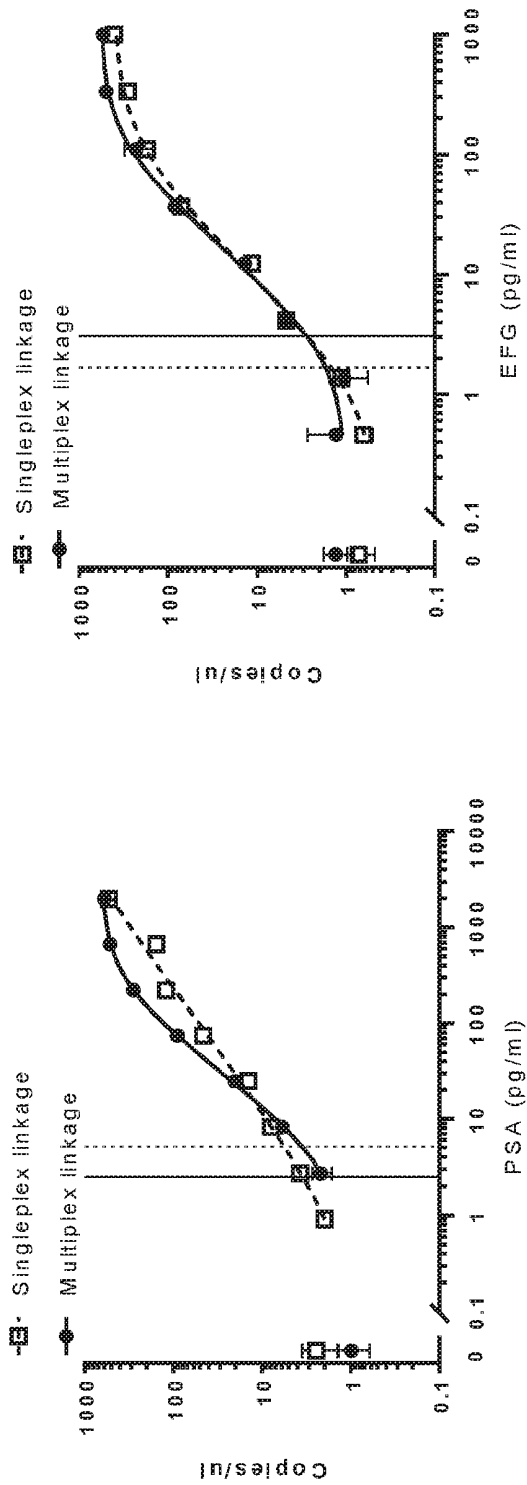 Singleplex linkage
Multiplex linkage
Copies/ul
1000
100
10
1
0.1
0 0.1 1 10 100 1000 10000
PSA (pg/ml)
Singleplex linkage
Multiplex linkage
Copies/ul
1000
100
10
1
0.1
0 0.1 1 10 100 1000
EFG (pg/ml)